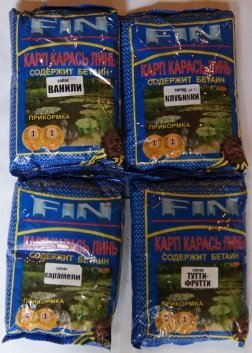 FIN
КАРП КАРАСЬ ЛИНЬ
СОДЕРЖИТ БЕТАИН
запах
ВАНИЛИ
ПРИКОРМКА
FIN
КАРП КАРАСЬ ЛИНЬ
СОДЕРЖИТ БЕТАИН
запах
КЛУБНИКИ
ПРИКОРМКА
FIN
КАРП КАРАСЬ ЛИНЬ
СОДЕРЖИТ БЕТАИН
запах
карамели
ПРИКОРМКА
FIN
КАРП КАРАСЬ ЛИНЬ
СОДЕРЖИТ БЕТАИН
запах
ТУТТИ-
ФРУТТИ
ПРИКОРМКА